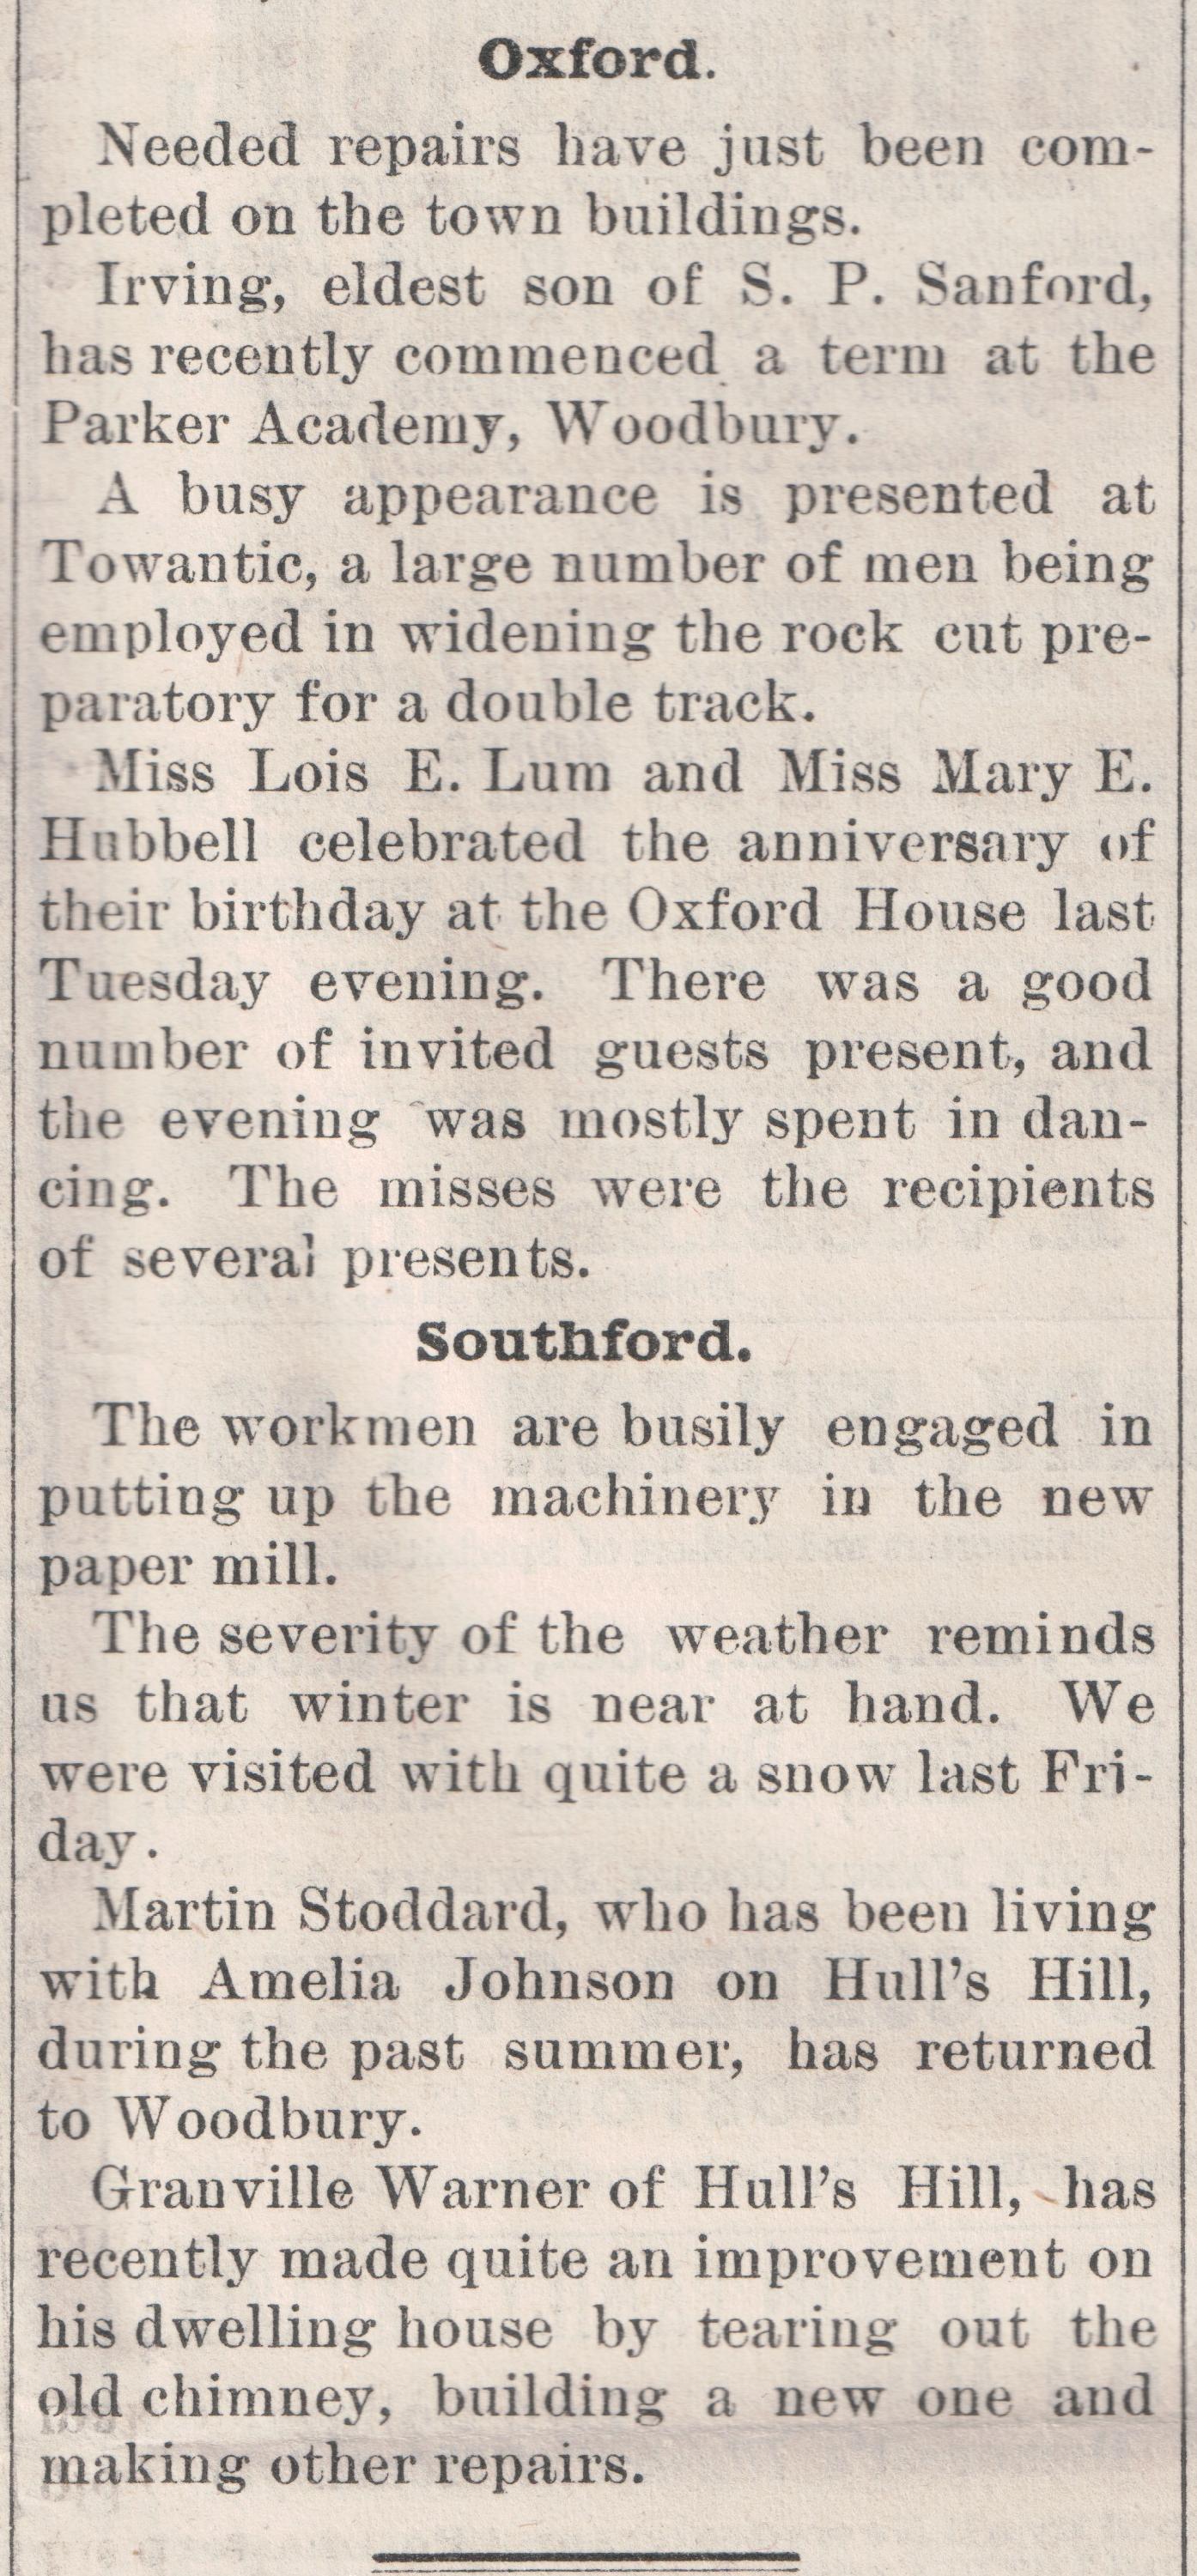 Oxford.
Needed repairs have just been com-
pleted on the town buildings.
Irving, eldest son of S. P. Sanford,
has recently commenced a term at the
Parker Academy, Woodbury.
A busy appearance is presented at
Towantic, a large number of men being
employed in widening the rock cut pre-
paratory for a double track.
Miss Lois E. Lum and Miss Mary E.
Hubbell celebrated the anniversary of
their birthday at the Oxford House last
Tuesday evening. There was a good
number of invited guests present, and
the evening was mostly spent in dan-
cing. The misses were the recipients
of several presents.
Southford.
The workmen are busily engaged in
putting up the machinery in the new
paper mill.
The severity of the weather reminds
us that winter is near at hand. We
were visited with quite a snow last Fri-
day.
Martin Stoddard, who has been living
with Amelia Johnson on Hull's Hill,
during the past summer, has returned
to Woodbury.
Granville Warner of Hull's Hill, has
recently made quite an improvement on
his dwelling house by tearing out the
old chimney, building a new one and
making other repairs.